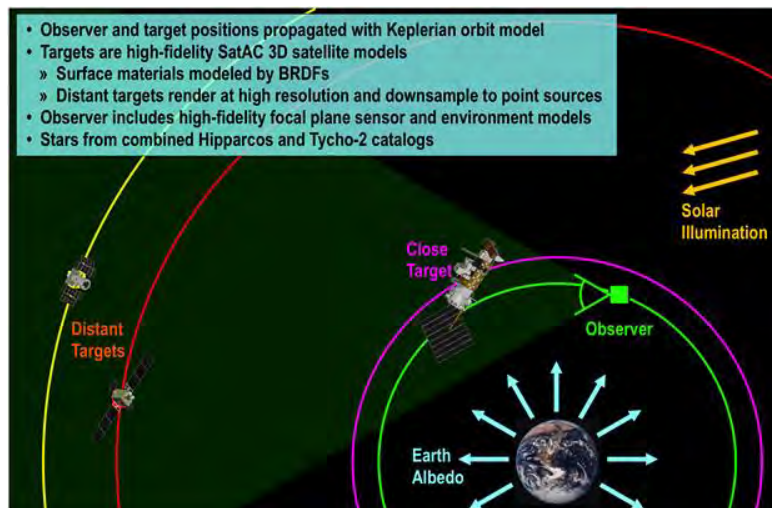 • Observer and target positions propagated with Keplerian orbit model
• Targets are high-fidelity SatAC 3D satellite models
» Surface materials modeled by BRDFs
» Distant targets render at high resolution and downsample to point sources
• Observer includes high-fidelity focal plane sensor and environment models
• Stars from combined Hipparcos and Tycho-2 catalogs
Solar
Illumination
Close
Target
Distant
Targets
Observer
Earth
Albedo